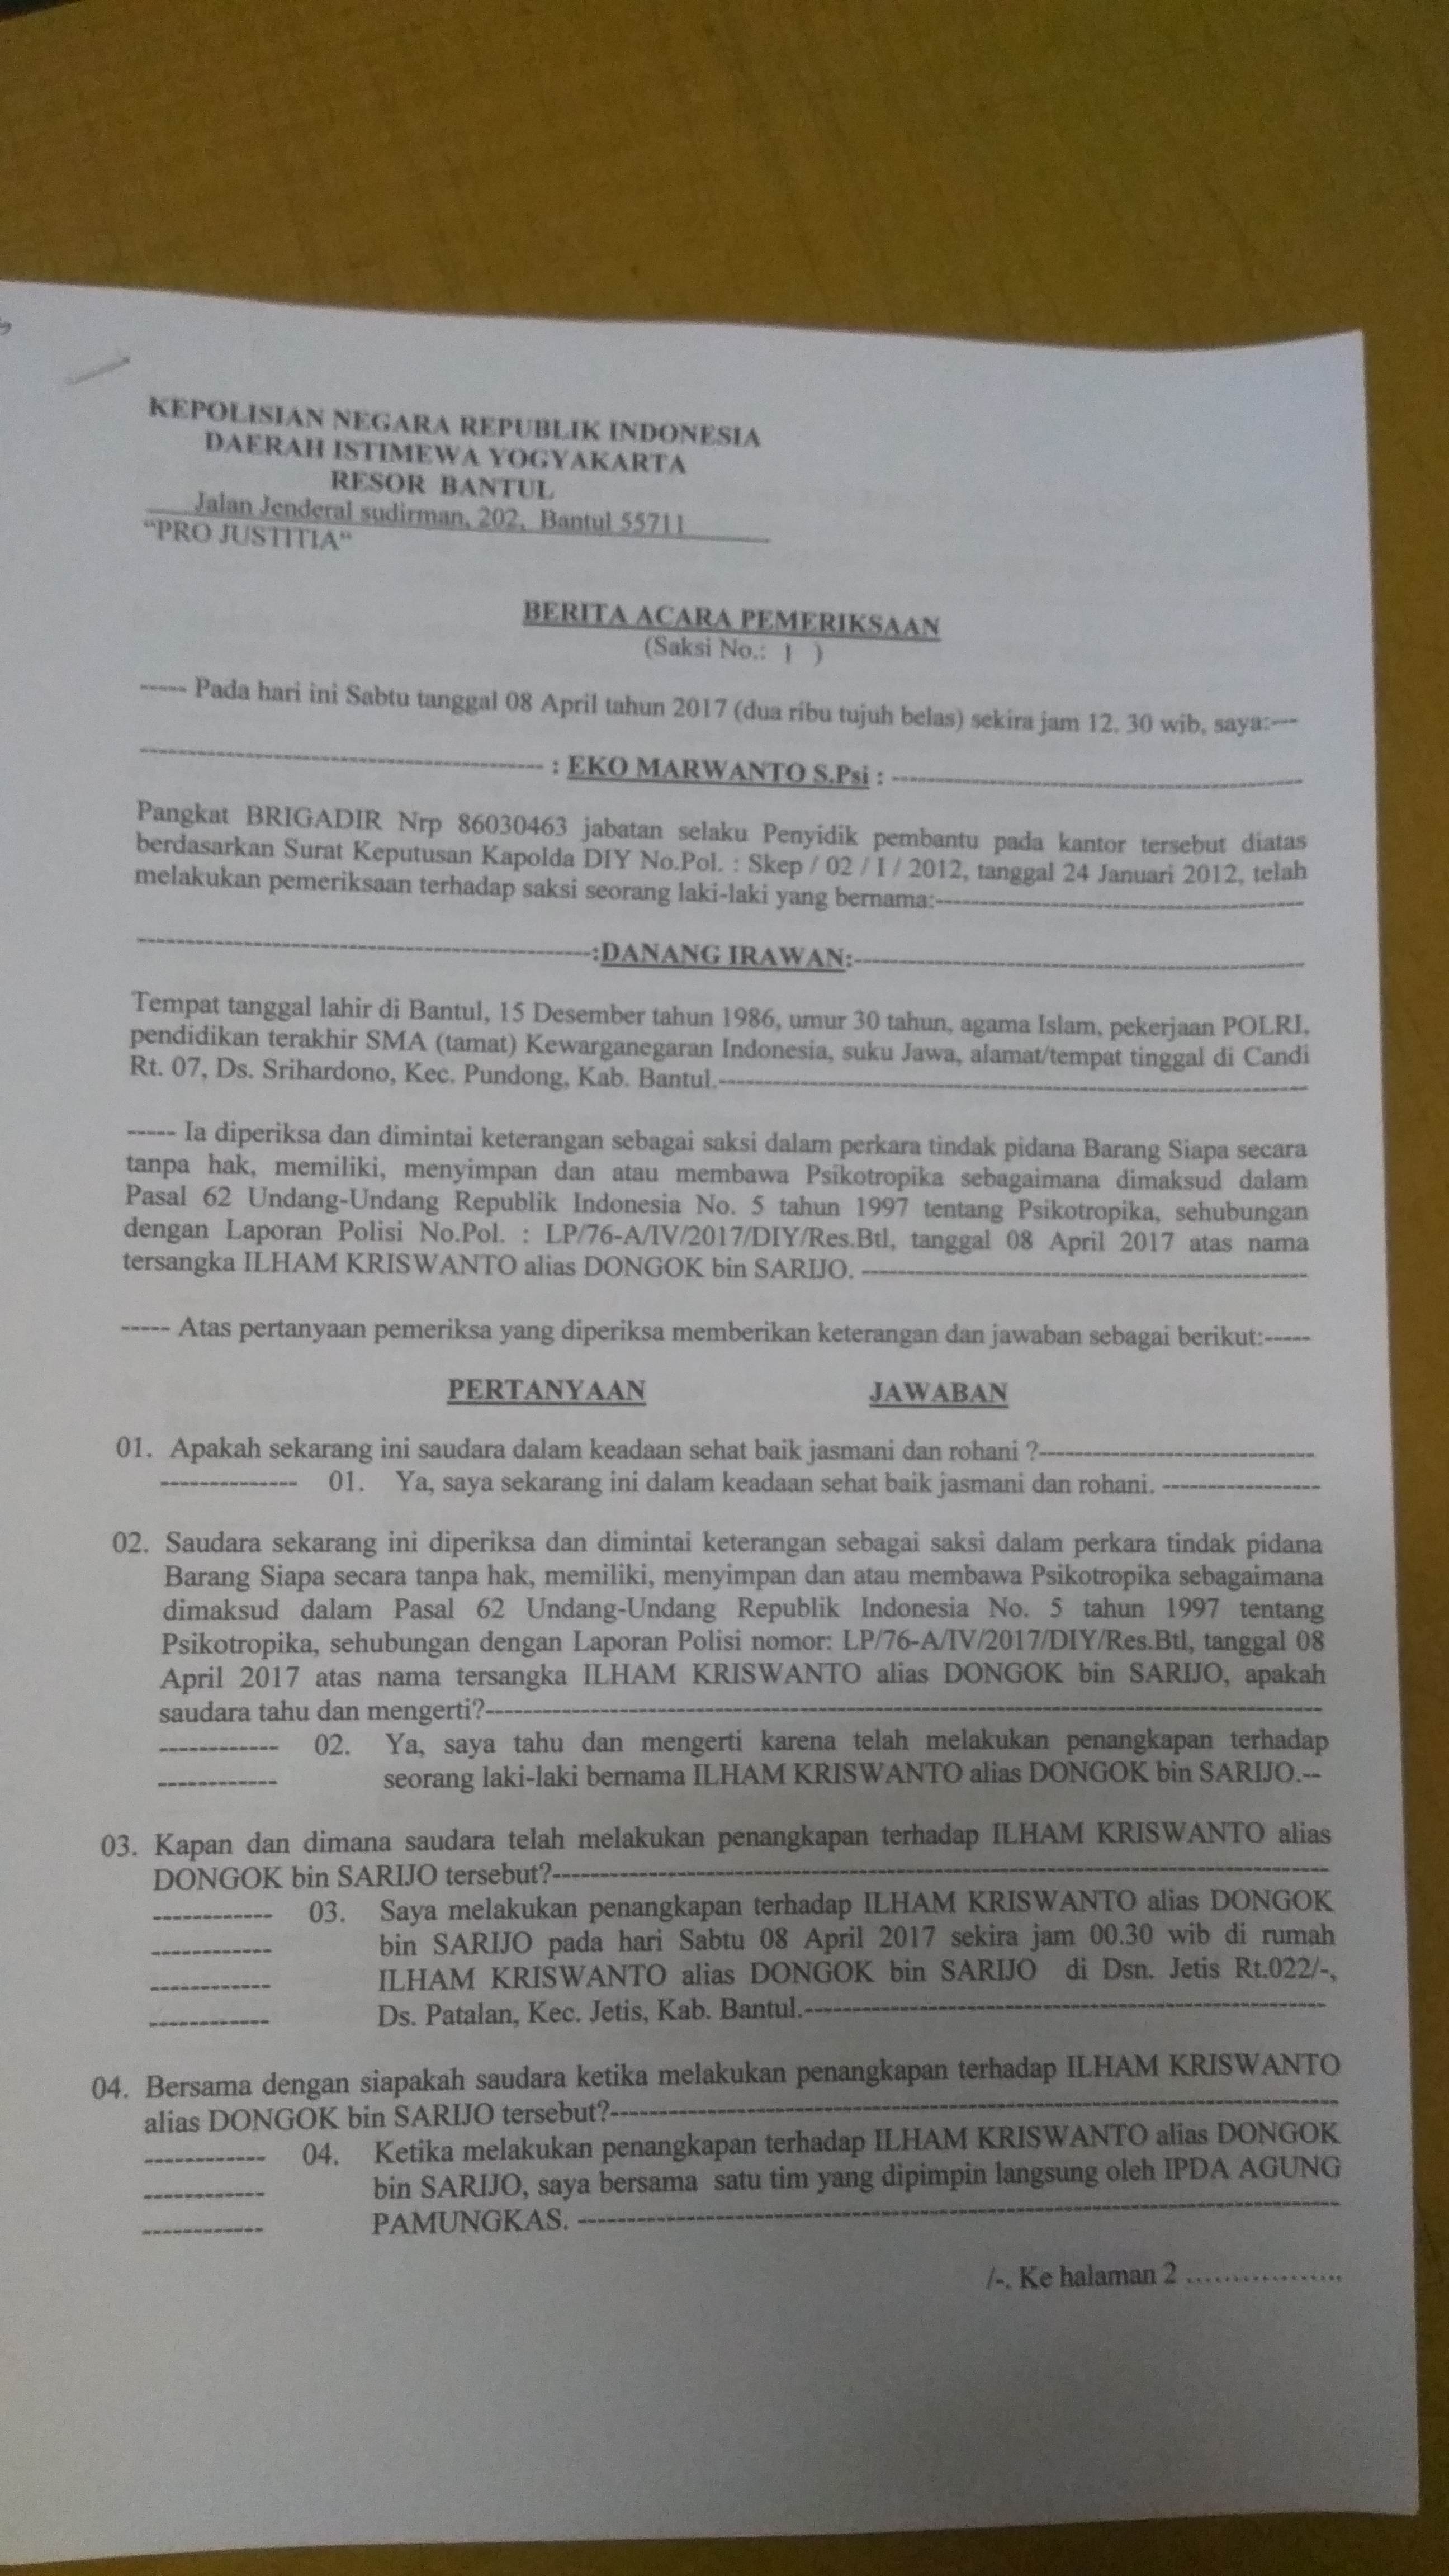 KEPOLISIAN NEGARA REPUBLIK INDONESIA
DAERAH ISTIMEWA YOGYAKARTA
RESOR BANTUL
Jalan Jenderal sudirman, 202, Bantul 55711
“PRO JUSTITIA“
BERITA ACARA PEMERIKSAAN
(Saksi No.: 1 )
----- Pada hari ini Sabtu tanggal 08 April tahun 2017 (dua ribu tujuh belas) sekira jam 12. 30 wib, saya:---
---------------------------------------- : EKO MARWANTO S.Psi : ----------------------------------------
Pangkat BRIGADIR Nrp 86030463 jabatan selaku Penyidik pembantu pada kantor tersebut diatas
berdasarkan Surat Keputusan Kapolda DIY No.Pol. : Skep / 02 / I / 2012, tanggal 24 Januari 2012, telah
melakukan pemeriksaan terhadap saksi seorang laki-laki yang bernama:------------------------------------
---------------------------------------------:DANANG IRAWAN:---------------------------------------------
Tempat tanggal lahir di Bantul, 15 Desember tahun 1986, umur 30 tahun, agama Islam, pekerjaan POLRI,
pendidikan terakhir SMA (tamat) Kewarganegaran Indonesia, suku Jawa, alamat/tempat tinggal di Candi
Rt. 07, Ds. Srihardono, Kec. Pundong, Kab. Bantul.------------------------------------------------------------
----- Ia diperiksa dan dimintai keterangan sebagai saksi dalam perkara tindak pidana Barang Siapa secara
tanpa hak, memiliki, menyimpan dan atau membawa Psikotropika sebagaimana dimaksud dalam
Pasal 62 Undang-Undang Republik Indonesia No. 5 tahun 1997 tentang Psikotropika, sehubungan
dengan Laporan Polisi No.Pol. : LP/76-A/IV/2017/DIY/Res.Btl, tanggal 08 April 2017 atas nama
tersangka ILHAM KRISWANTO alias DONGOK bin SARIJO. --------------------------------------------
----- Atas pertanyaan pemeriksa yang diperiksa memberikan keterangan dan jawaban sebagai berikut:-----
PERTANYAAN JAWABAN
01. Apakah sekarang ini saudara dalam keadaan sehat baik jasmani dan rohani ?----------------------------
-------------- 01. Ya, saya sekarang ini dalam keadaan sehat baik jasmani dan rohani. ----------------
02. Saudara sekarang ini diperiksa dan dimintai keterangan sebagai saksi dalam perkara tindak pidana
Barang Siapa secara tanpa hak, memiliki, menyimpan dan atau membawa Psikotropika sebagaimana
dimaksud dalam Pasal 62 Undang-Undang Republik Indonesia No. 5 tahun 1997 tentang
Psikotropika, sehubungan dengan Laporan Polisi nomor: LP/76-A/IV/2017/DIY/Res.Btl, tanggal 08
April 2017 atas nama tersangka ILHAM KRISWANTO alias DONGOK bin SARIJO, apakah
saudara tahu dan mengerti?------------------------------------------------------------------------------------
------------ 02. Ya, saya tahu dan mengerti karena telah melakukan penangkapan terhadap
------------ seorang laki-laki bernama ILHAM KRISWANTO alias DONGOK bin SARIJO.--
03. Kapan dan dimana saudara telah melakukan penangkapan terhadap ILHAM KRISWANTO alias
DONGOK bin SARIJO tersebut?------------------------------------------------------------------------------
------------ 03. Saya melakukan penangkapan terhadap ILHAM KRISWANTO alias DONGOK
------------ bin SARIJO pada hari Sabtu 08 April 2017 sekira jam 00.30 wib di rumah
------------ ILHAM KRISWANTO alias DONGOK bin SARIJO di Dsn. Jetis Rt.022/-,
------------ Ds. Patalan, Kec. Jetis, Kab. Bantul.-----------------------------------------------------
04. Bersama dengan siapakah saudara ketika melakukan penangkapan terhadap ILHAM KRISWANTO
alias DONGOK bin SARIJO tersebut?-------------------------------------------------------------------------
------------ 04. Ketika melakukan penangkapan terhadap ILHAM KRISWANTO alias DONGOK
------------ bin SARIJO, saya bersama satu tim yang dipimpin langsung oleh IPDA AGUNG
------------ PAMUNGKAS. ----------------------------------------------------------------------------
/-. Ke halaman 2 ..................